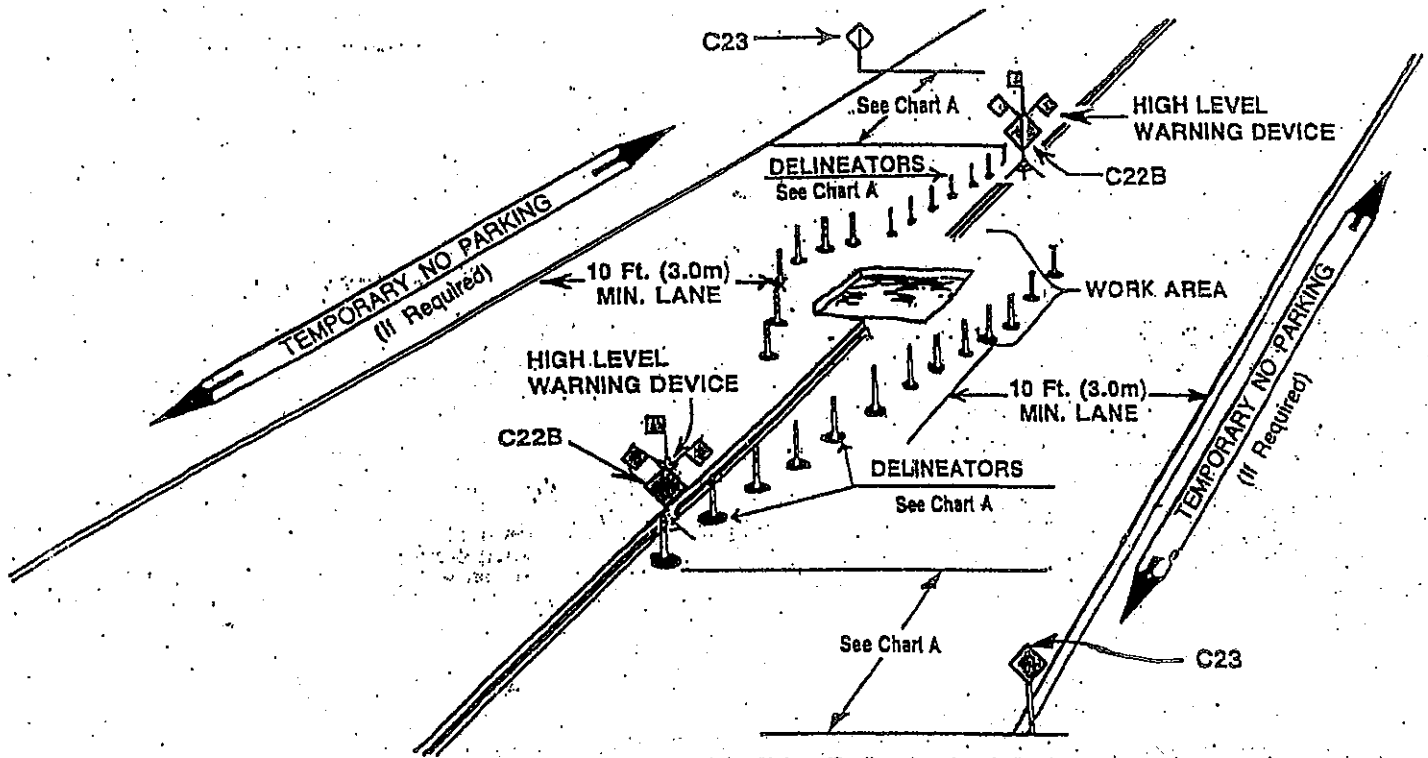 C23
See Chart A
HIGH LEVEL
WARNING DEVICE
C22B
DELINEATORS
See Chart A
TEMPORARY NO PARKING
(If Required)
10 Ft. (3.0m)
MIN. LANE
WORK AREA
HIGH LEVEL
WARNING DEVICE
C22B
10 Ft. (3.0m)
MIN. LANE
TEMPORARY NO PARKING
(If Required)
DELINEATORS
See Chart A
See Chart A
C23